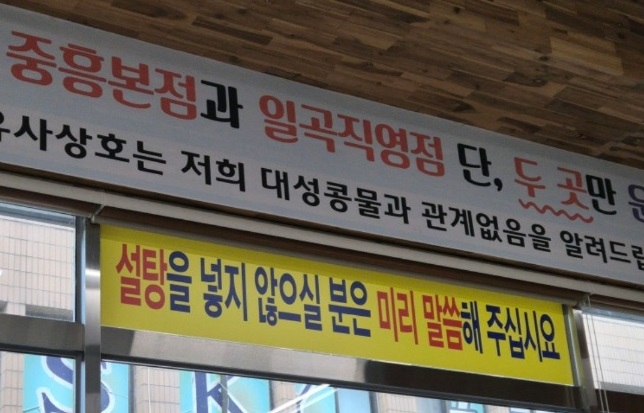 중흥본점과 일곡직영점 단, 두 곳만
유사상호는 저희 대성콩물과 관계없음을 알려드립
설탕을 넣지 않으실 분은 미리 말씀해 주십시요
S K